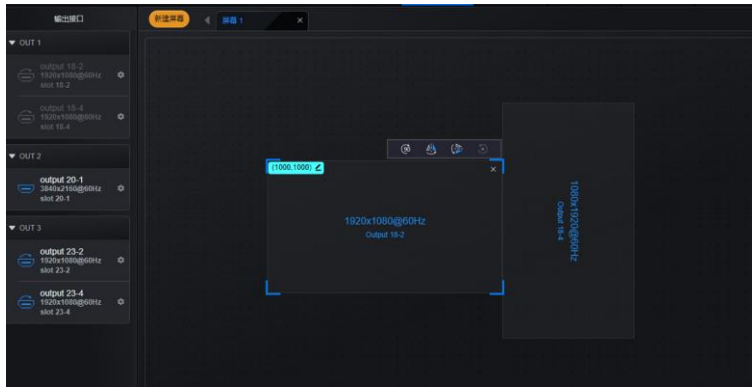 输出接口
新建屏幕
屏幕 1
×
OUT 1
output 18-2
1920x1080@60Hz
slot 18-2
output 18-4
1920x1080@60Hz
slot 18-4
OUT 2
output 20-1
3840x2160@60Hz
slot 20-1
OUT 3
output 23-2
1920x1080@60Hz
slot 23-2
output 23-4
1920x1080@60Hz
slot 23-4
(1000,1000)
×
1920x1080@60Hz
Output 18-2
1080x1920@60Hz
Output 18-4